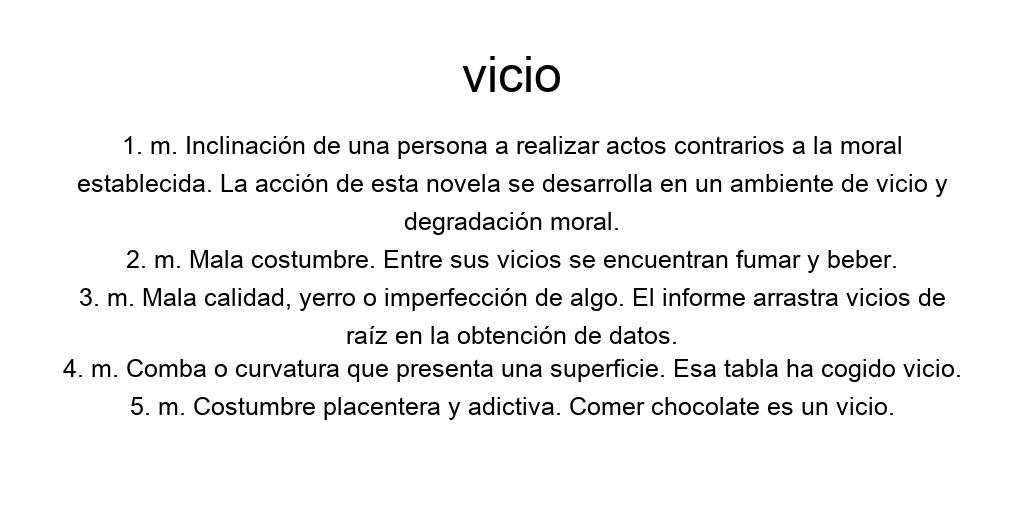 vicio
1. m. Inclinación de una persona a realizar actos contrarios a la moral
establecida. La acción de esta novela se desarrolla en un ambiente de vicio y
degradación moral.
2. m. Mala costumbre. Entre sus vicios se encuentran fumar y beber.
3. m. Mala calidad, yerro o imperfección de algo. El informe arrastra vicios de
raíz en la obtención de datos.
4. m. Comba o curvatura que presenta una superficie. Esa tabla ha cogido vicio.
5. m. Costumbre placentera y adictiva. Comer chocolate es un vicio.